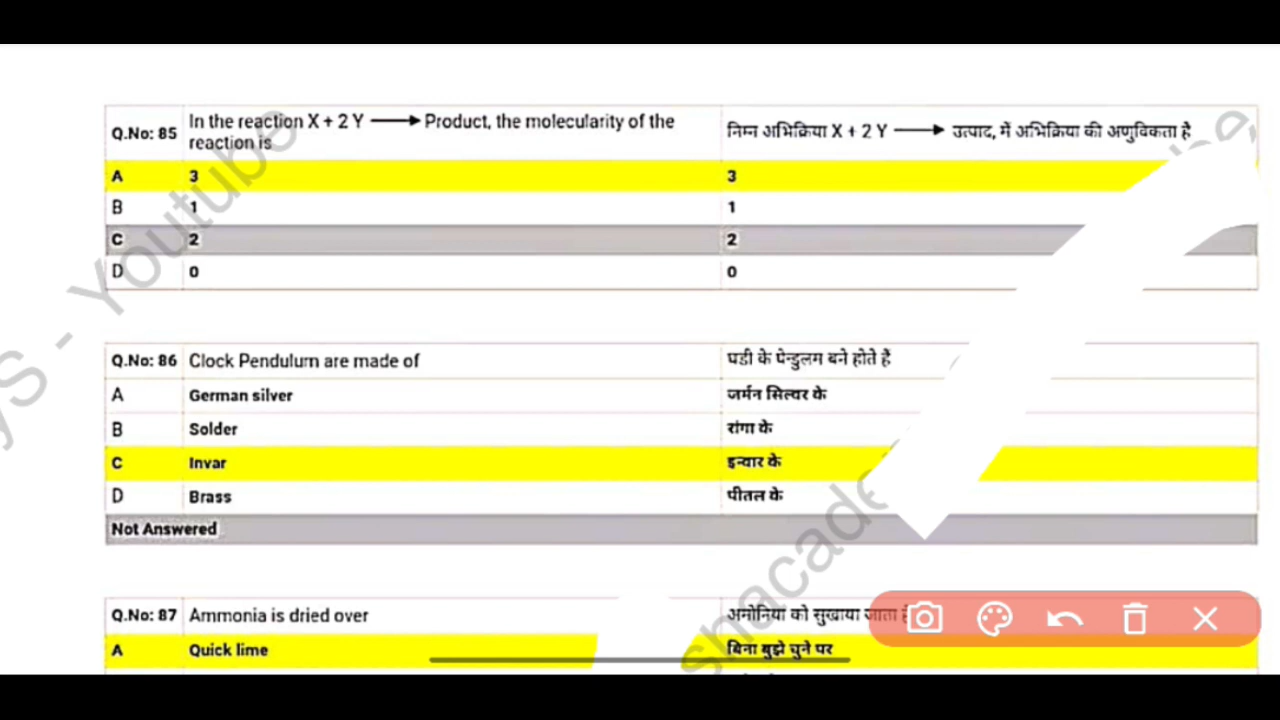 Q.No: 85 In the reaction X + 2 Y ⟶ Product, the molecularity of the reaction is
निम्न अभिक्रिया X + 2 Y ⟶ उत्पाद, में अभिक्रिया की अणुविकता है
A 3 3
B 1 1
C 2 2
D 0 0
Q.No: 86 Clock Pendulum are made of घडी के पेन्डुलम बने होते हैं
A German silver जर्मन सिल्वर के
B Solder रांगा के
C Invar इन्वार के
D Brass पीतल के
Not Answered
Q.No: 87 Ammonia is dried over अमोनिया को सुखाया जाता
A Quick lime बिना बुझे चुने पर
- Youtube